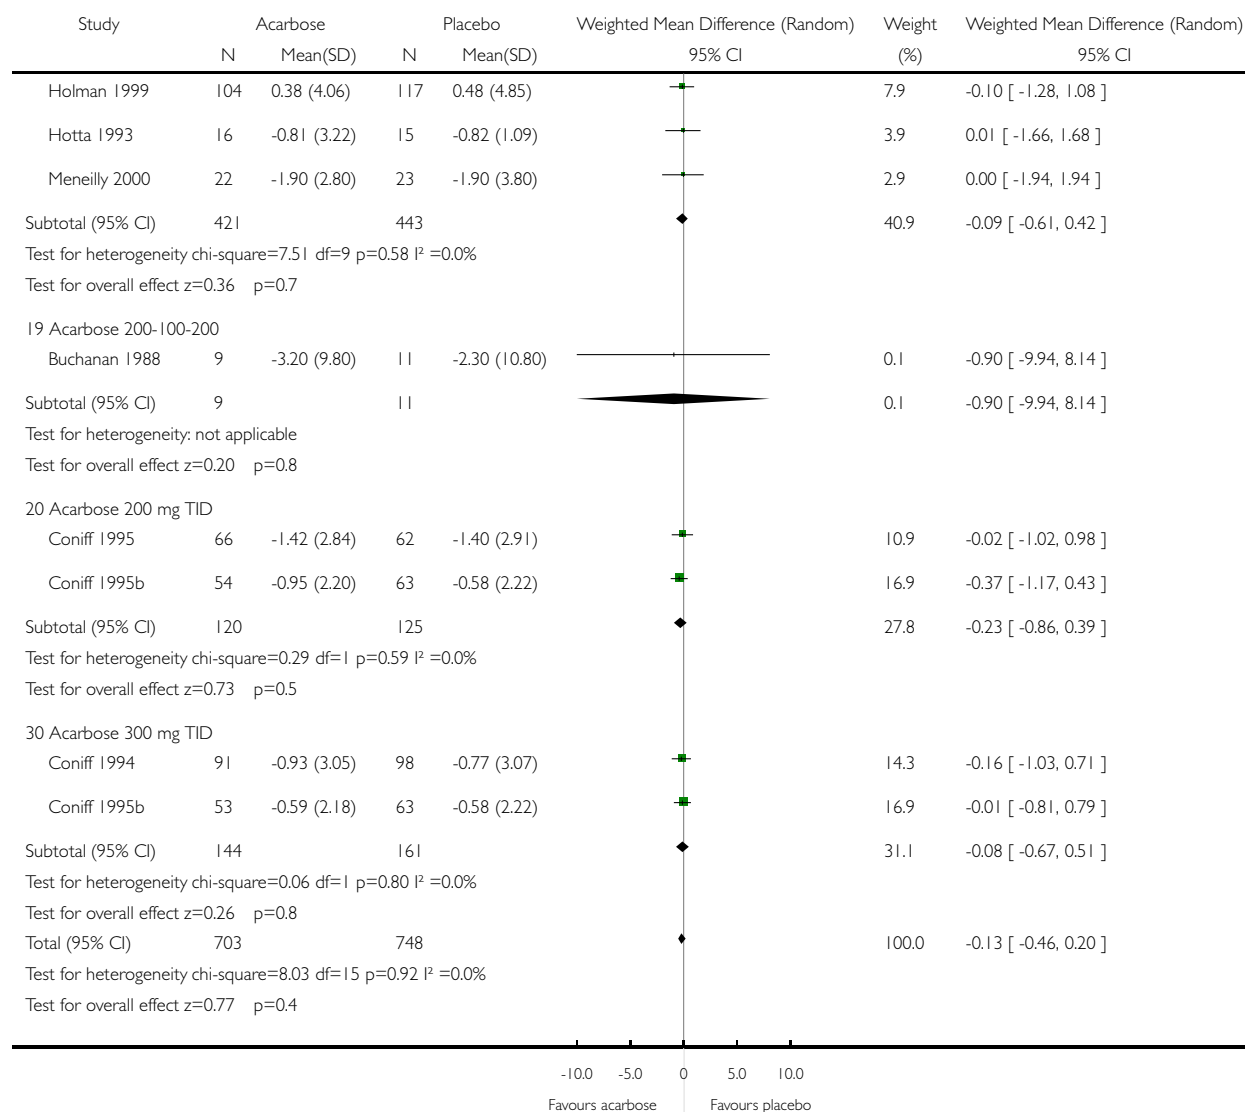 Study Acarbose Placebo Weighted Mean Difference (Random) Weight Weighted Mean Difference (Random)
N Mean(SD) N Mean(SD) 95% CI (%) 95% CI
Holman 1999 104 0.38 (4.06) 117 0.48 (4.85) 7.9 -0.10 [ -1.28, 1.08 ]
Hotta 1993 16 -0.81 (3.22) 15 -0.82 (1.09) 3.9 0.01 [ -1.66, 1.68 ]
Meneilly 2000 22 -1.90 (2.80) 23 -1.90 (3.80) 2.9 0.00 [ -1.94, 1.94 ]
Subtotal (95% CI) 421 443 40.9 -0.09 [ -0.61, 0.42 ]
Test for heterogeneity chi-square=7.51 df=9 p=0.58 I² =0.0%
Test for overall effect z=0.36 p=0.7
19 Acarbose 200-100-200
Buchanan 1988 9 -3.20 (9.80) 11 -2.30 (10.80) 0.1 -0.90 [ -9.94, 8.14 ]
Subtotal (95% CI) 9 11 0.1 -0.90 [ -9.94, 8.14 ]
Test for heterogeneity: not applicable
Test for overall effect z=0.20 p=0.8
20 Acarbose 200 mg TID
Coniff 1995 66 -1.42 (2.84) 62 -1.40 (2.91) 10.9 -0.02 [ -1.02, 0.98 ]
Coniff 1995b 54 -0.95 (2.20) 63 -0.58 (2.22) 16.9 -0.37 [ -1.17, 0.43 ]
Subtotal (95% CI) 120 125 27.8 -0.23 [ -0.86, 0.39 ]
Test for heterogeneity chi-square=0.29 df=1 p=0.59 I² =0.0%
Test for overall effect z=0.73 p=0.5
30 Acarbose 300 mg TID
Coniff 1994 91 -0.93 (3.05) 98 -0.77 (3.07) 14.3 -0.16 [ -1.03, 0.71 ]
Coniff 1995b 53 -0.59 (2.18) 63 -0.58 (2.22) 16.9 -0.01 [ -0.81, 0.79 ]
Subtotal (95% CI) 144 161 31.1 -0.08 [ -0.67, 0.51 ]
Test for heterogeneity chi-square=0.06 df=1 p=0.80 I² =0.0%
Test for overall effect z=0.26 p=0.8
Total (95% CI) 703 748 100.0 -0.13 [ -0.46, 0.20 ]
Test for heterogeneity chi-square=8.03 df=15 p=0.92 I² =0.0%
Test for overall effect z=0.77 p=0.4
-10.0 -5.0 0 5.0 10.0
Favours acarbose Favours placebo